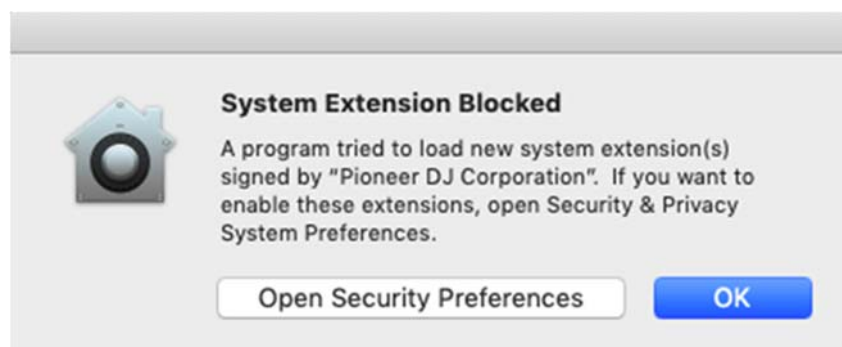 System Extension Blocked
A program tried to load new system extension(s)
signed by "Pioneer DJ Corporation".  If you want to
enable these extensions, open Security & Privacy
System Preferences.
Open Security Preferences
OK